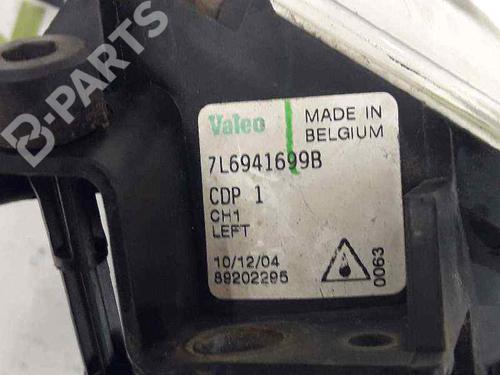 B-PARTS
Valeo
MADE IN
BELGIUM
7L6941699B
CDP 1
CH1
LEFT
10/12/04
89202295
0063